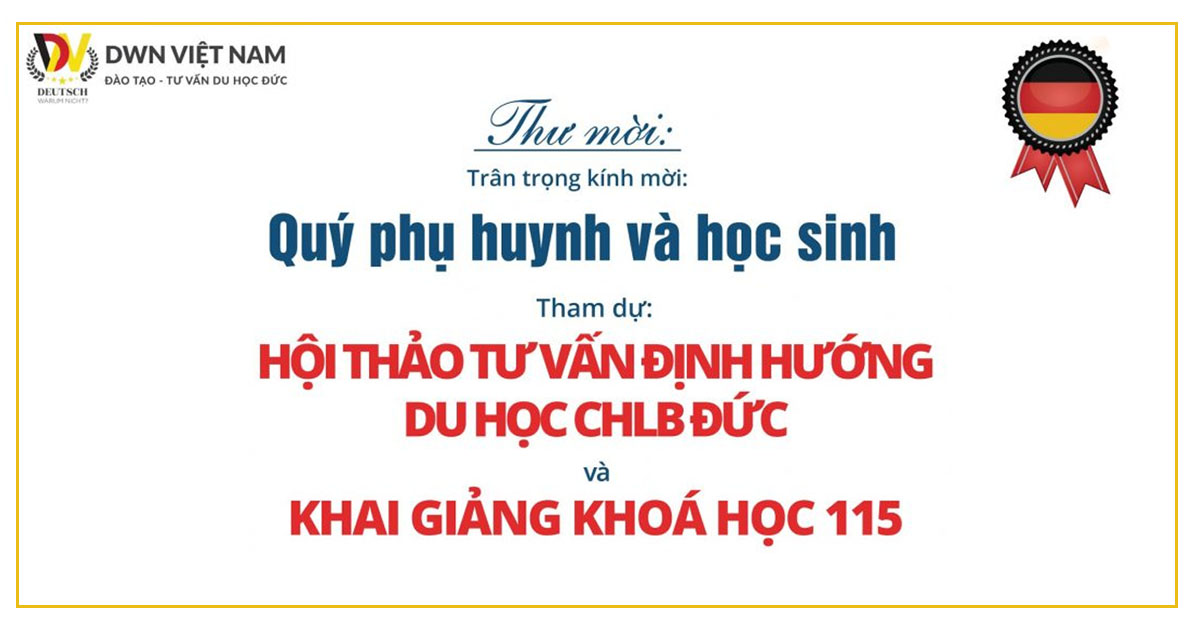 DWN VIỆT NAM
ĐÀO TẠO - TƯ VẤN DU HỌC ĐỨC
DV
DEUTSCH
WARUM NICHT?
Thư mời:
Trân trọng kính mời:
Quý phụ huynh và học sinh
Tham dự:
HỘI THẢO TƯ VẤN ĐỊNH HƯỚNG
DU HỌC CHLB ĐỨC
và
KHAI GIẢNG KHOÁ HỌC 115